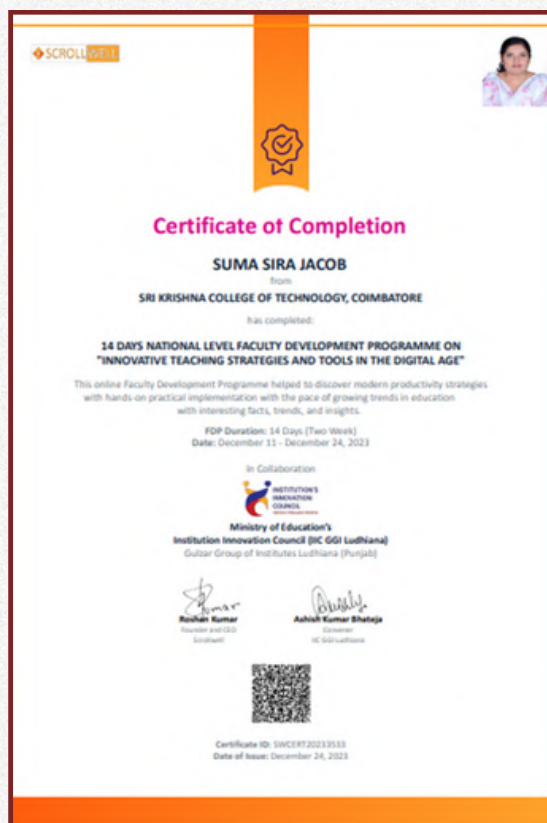 SCROLLWELL
Certificate of Completion
SUMA SIRA JACOB
from
SRI KRISHNA COLLEGE OF TECHNOLOGY, COIMBATORE
has completed:
14 DAYS NATIONAL LEVEL FACULTY DEVELOPMENT PROGRAMME ON
"INNOVATIVE TEACHING STRATEGIES AND TOOLS IN THE DIGITAL AGE"
This online Faculty Development Programme helped to discover modern productivity strategies
with hands-on practical implementation with the pace of growing trends in education
with interesting facts, trends, and insights.
FDP Duration: 14 Days (Two Week)
Date: December 11 - December 24, 2023
In Collaboration
INSTITUTION'S
INNOVATION
COUNCIL
Ministry of Education's
Institution Innovation Council (IIC GGI Ludhiana)
Gulzar Group of Institutes Ludhiana (Punjab)
Roshan Kumar
Founder and CEO
Scrollwell
Ashish Kumar Bhateja
Convener
IIC GGI Ludhiana
Certificate ID: SWCERT20233533
Date of Issue: December 24, 2023